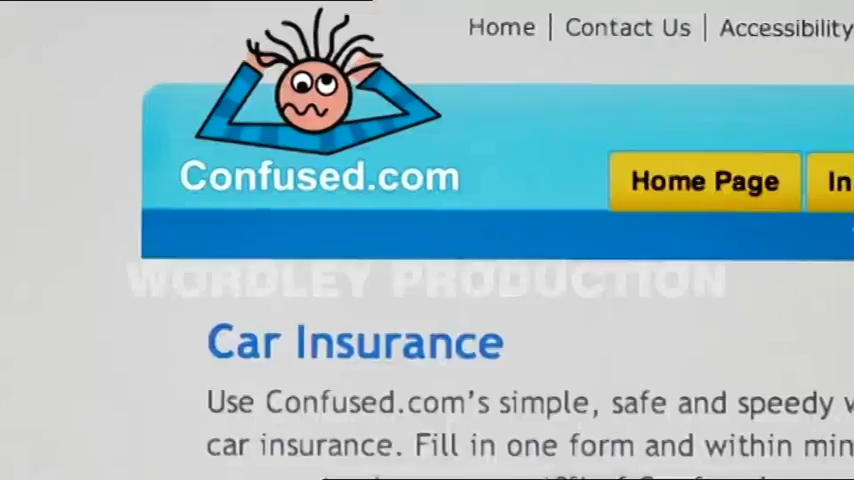 Home | Contact Us | Accessibility
Confused.com
Home Page
In
WORDLEY PRODUCTION
Car Insurance
Use Confused.com's simple, safe and speedy
car insurance. Fill in one form and within min